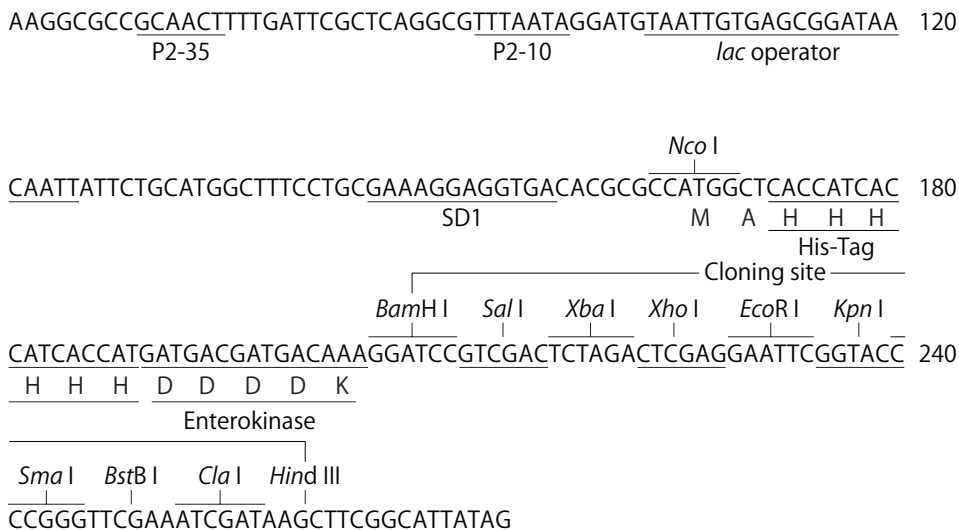 AAGGCGCCGCAACTTTTGATTCGCTCAGGCGTTTAATAGGATGTAATTGTGAGCGGATAA 120
P2-35 P2-10 lac operator
Nco I
CAATTATTCTGCATGGCTTTCCTGCGAAAGGAGGTGACACGCGCCATGGCTCACCATCAC 180
SD1 M A H H H
His-Tag
Cloning site
BamH I Sal I Xba I Xho I EcoR I Kpn I
CATCACCATGATGACGATGACAAAGGATCCGTCGACTCTAGACTCGAGGAATTCGGTACC 240
H H H D D D D K
Enterokinase
Sma I BstB I Cla I Hind III
CCGGGTTCGAAATCGATAAGCTTCGGCATTATAG